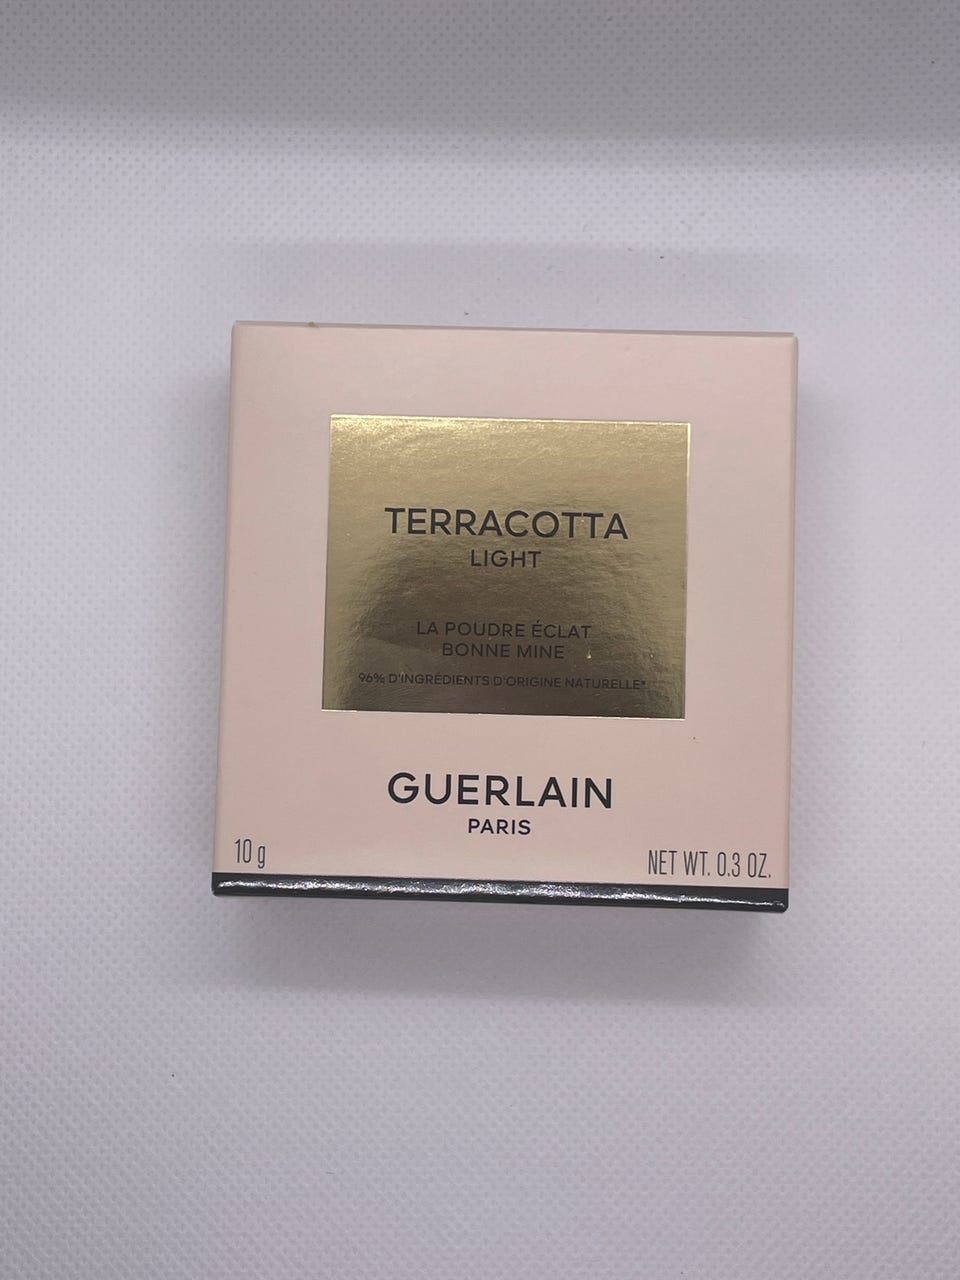 TERRACOTTA
LIGHT
LA POUDRE ÉCLAT
BONNE MINE
96% D'INGRÉDIENTS D'ORIGINE NATURELLE*
GUERLAIN
PARIS
10 g
NET WT. 0.3 OZ.